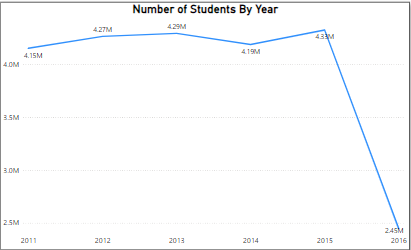 Number of Students By Year
4.15M
4.27M
4.29M
4.19M
4.33M
2.45M
4.0M
3.5M
3.0M
2.5M
2011 2012 2013 2014 2015 2016